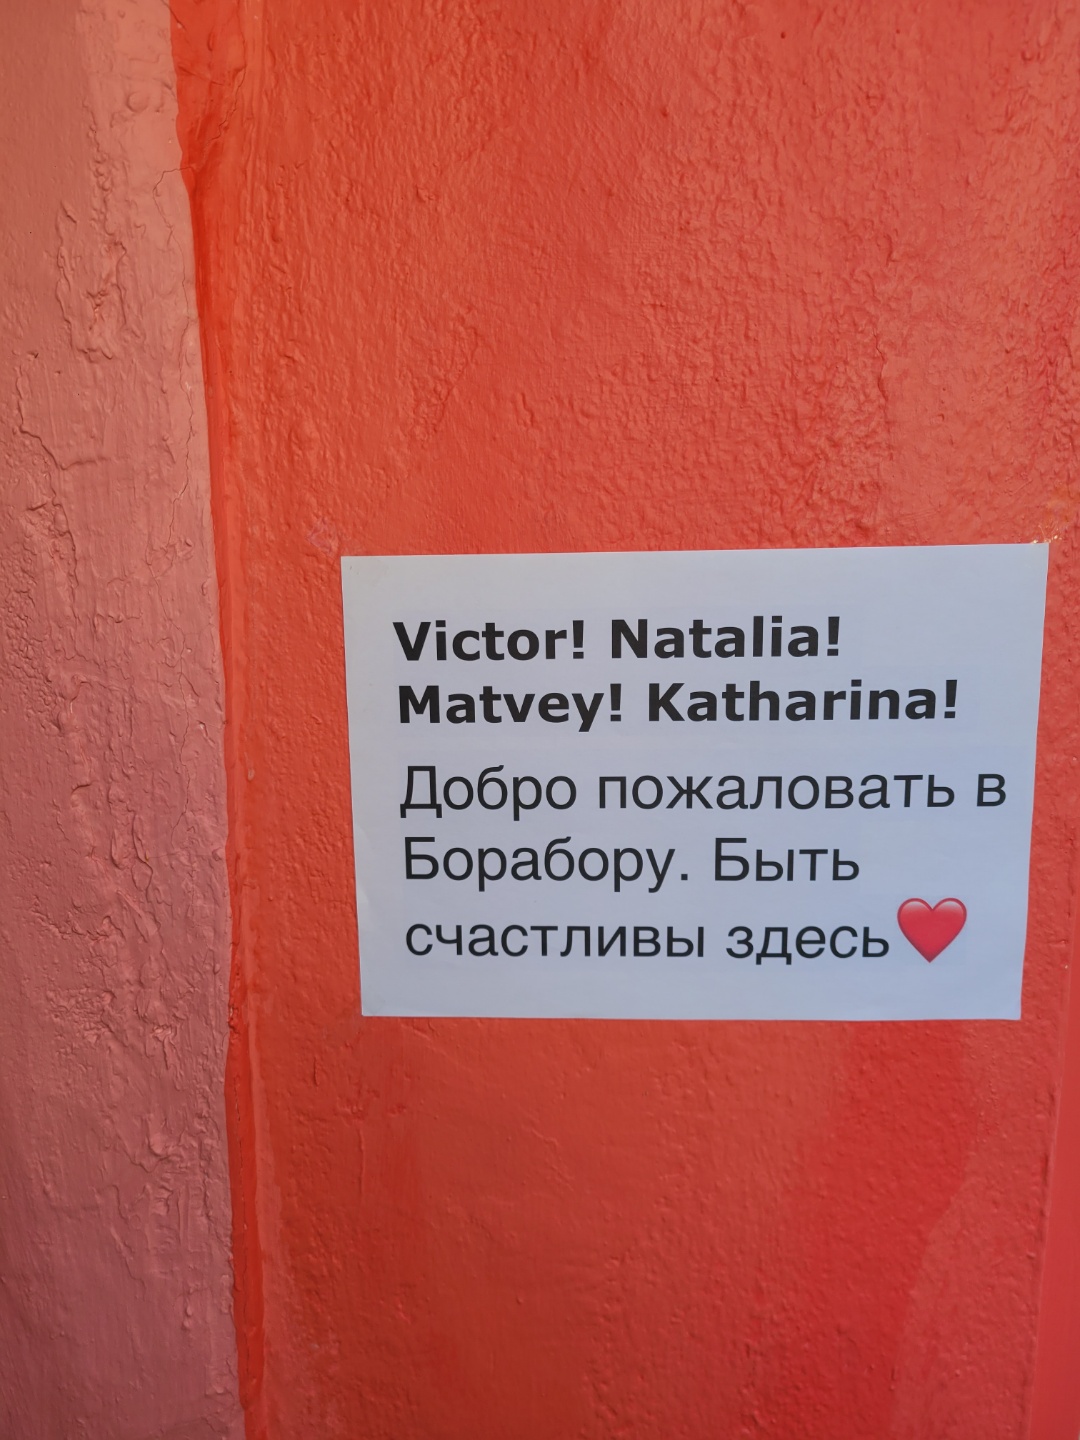 Victor! Natalia!
Matvey! Katharina!
Добро пожаловать в
Борабору. Быть
счастливы здесь❤️